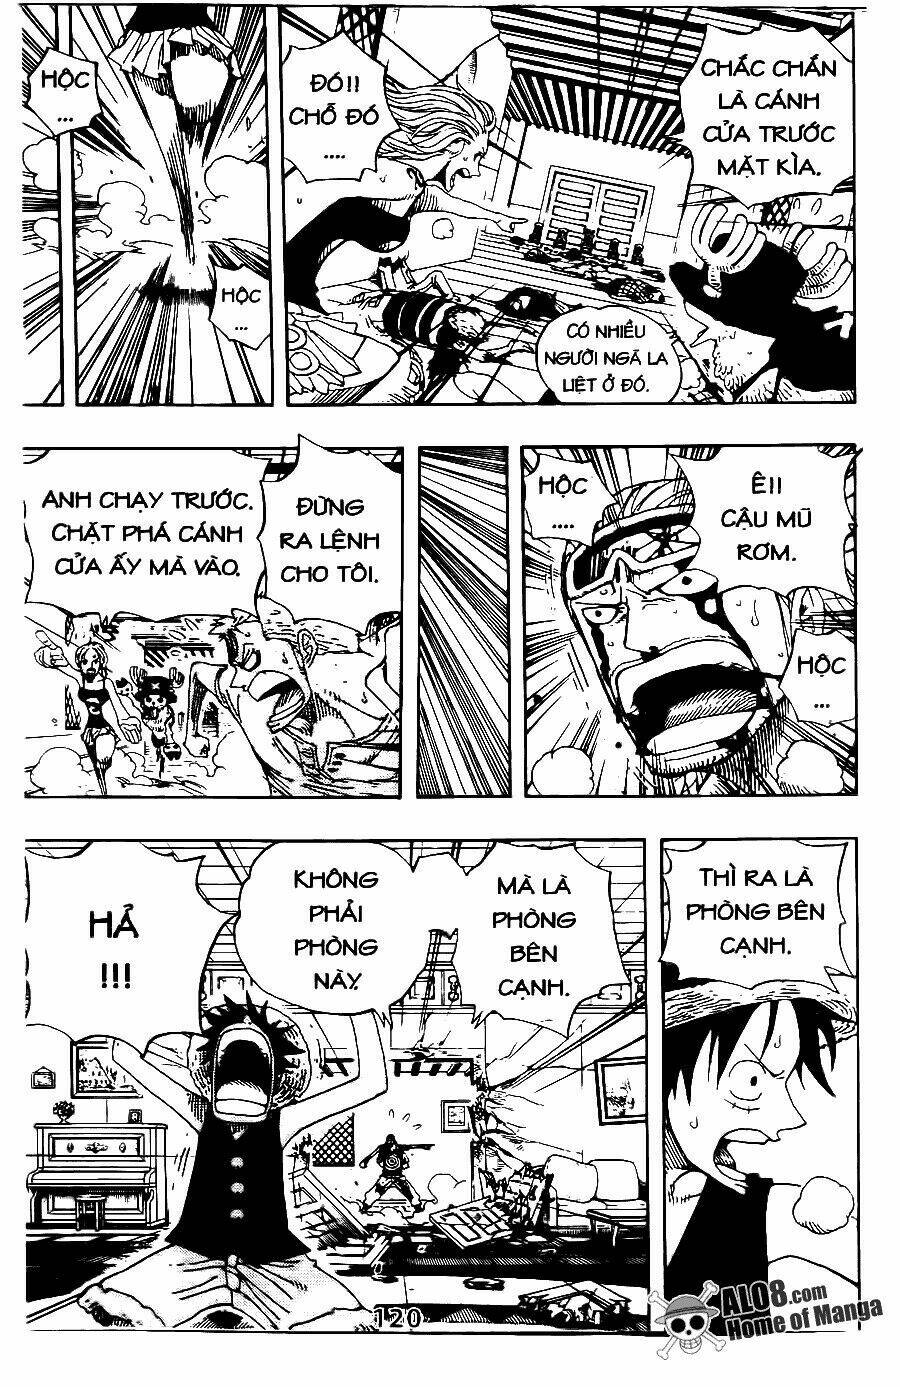 CHẮC CHẮN
LÀ CÁNH
CỬA TRƯỚC
MẶT KÌA.
ĐÓ!!
CHỖ ĐÓ
....
CÓ NHIỀU
NGƯỜI NGÃ LA
LIỆT Ở ĐÓ.
HỘC
...
HỘC
...
Ê!!
CẬU MŨ
RƠM.
HỘC
....
HỘC
...
ĐỪNG
RA LỆNH
CHO TÔI.
ANH CHẠY TRƯỚC.
CHẶT PHÁ CÁNH
CỬA ẤY MÀ VÀO.
THÌ RA LÀ
PHÒNG BÊN
CẠNH.
MÀ LÀ
PHÒNG
BÊN
CẠNH.
KHÔNG
PHẢI
PHÒNG
NÀY.
HẢ
!!!
120
ALO8.com
Home of Manga